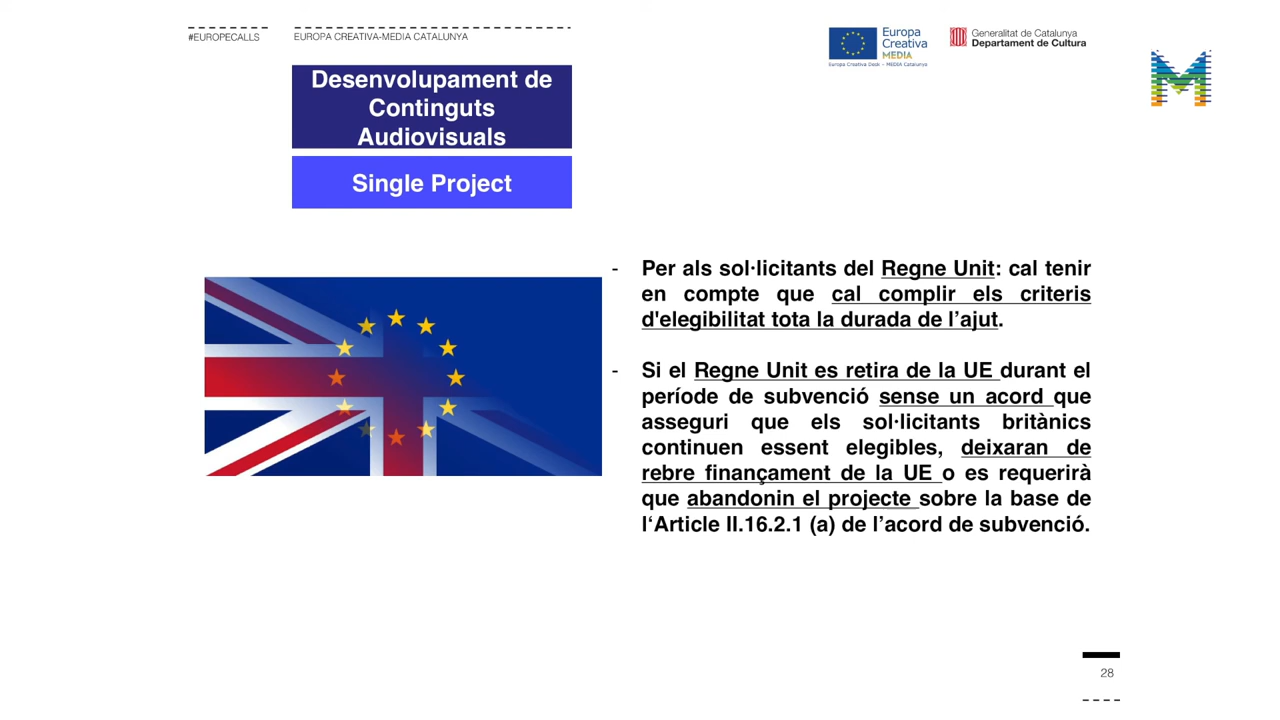 #EUROPECALLS
EUROPA CREATIVA-MEDIA CATALUNYA
Europa
Creativa
MEDIA
Europa Creative Desk – MEDIA Catalunya
Generalitat de Catalunya
Departament de Cultura
Desenvolupament de
Continguts
Audiovisuals
Single Project
- Per als sol·licitants del Regne Unit: cal tenir
en compte que cal complir els criteris
d'elegibilitat tota la durada de l’ajut.
- Si el Regne Unit es retira de la UE durant el
període de subvenció sense un acord que
asseguri que els sol·licitants britànics
continuen essent elegibles, deixaran de
rebre finançament de la UE o es requerirà
que abandonin el projecte sobre la base de
l‘Article II.16.2.1 (a) de l’acord de subvenció.
28